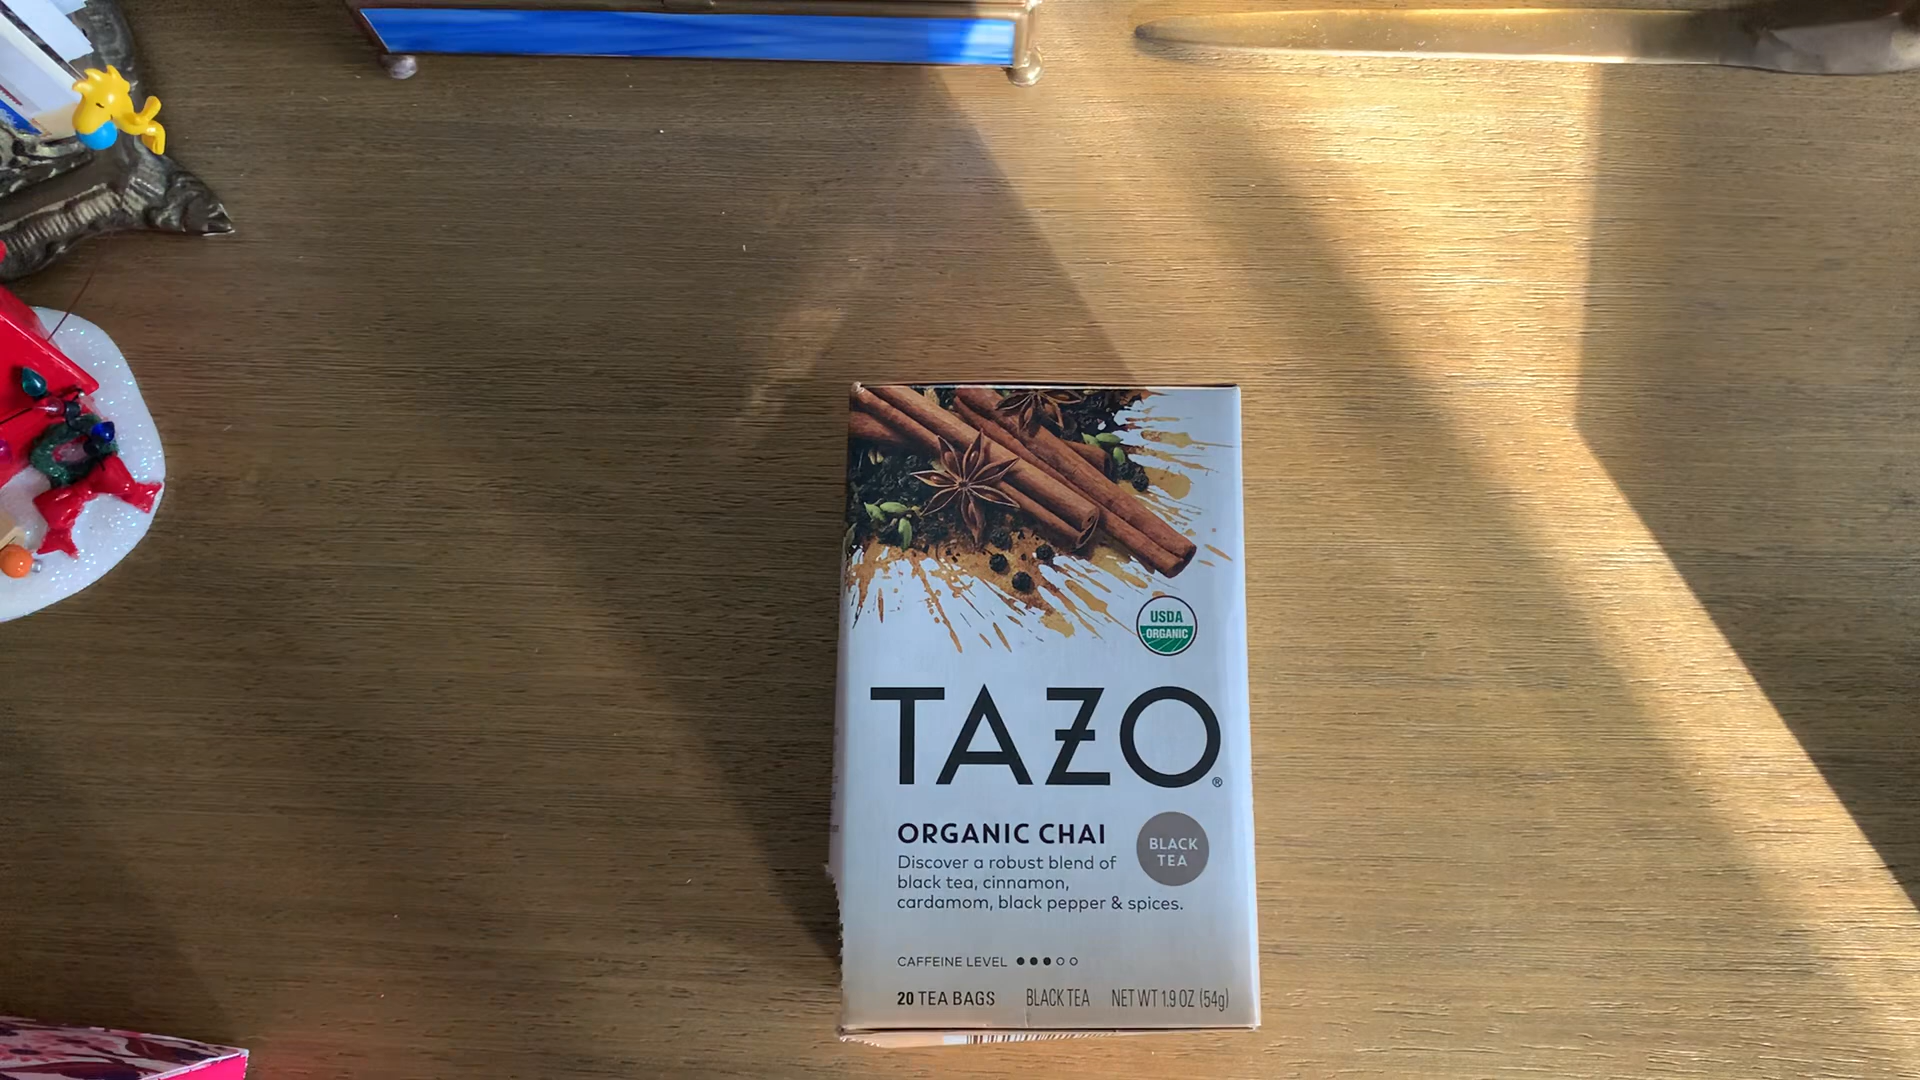 USDA
ORGANIC
TAZO®
ORGANIC CHAI
BLACK
TEA
Discover a robust blend of
black tea, cinnamon,
cardamom, black pepper & spices.
CAFFEINE LEVEL
20 TEA BAGS BLACK TEA NET WT 1.9 OZ (54g)